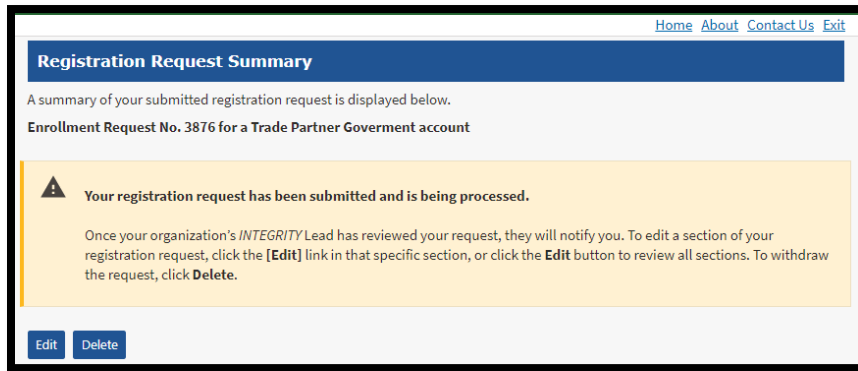 Home About Contact Us Exit
Registration Request Summary
A summary of your submitted registration request is displayed below.
Enrollment Request No. 3876 for a Trade Partner Goverment account
Your registration request has been submitted and is being processed.
Once your organization's INTEGRITY Lead has reviewed your request, they will notify you. To edit a section of your
registration request, click the [Edit] link in that specific section, or click the Edit button to review all sections. To withdraw
the request, click Delete.
Edit Delete